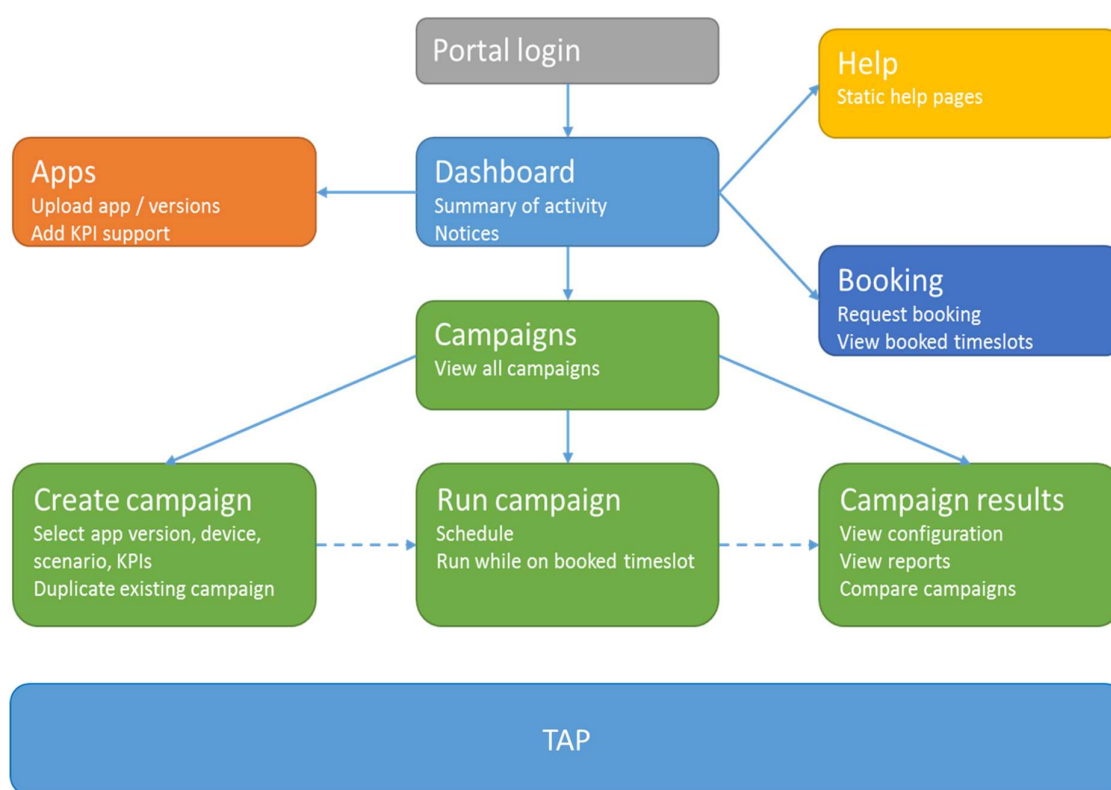 Portal login
Help
Static help pages
Apps
Upload app / versions
Add KPI support
Dashboard
Summary of activity
Notices
Booking
Request booking
View booked timeslots
Campaigns
View all campaigns
Create campaign
Select app version, device,
scenario, KPIs
Duplicate existing campaign
Run campaign
Schedule
Run while on booked timeslot
Campaign results
View configuration
View reports
Compare campaigns
TAP